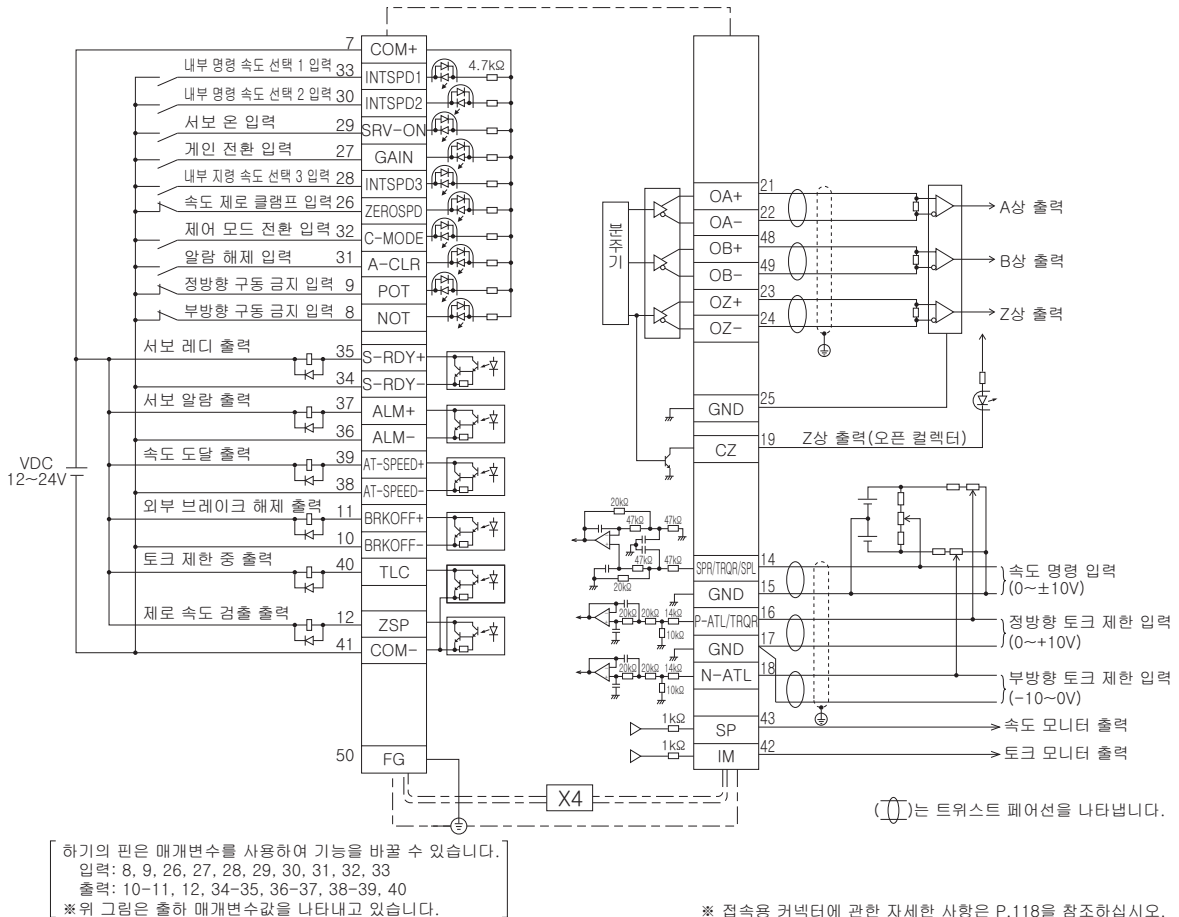 7 COM+
내부 명령 속도 선택 1 입력 33 INTSPD1 4.7kΩ
내부 명령 속도 선택 2 입력 30 INTSPD2
서보 온 입력 29 SRV-ON
게인 전환 입력 27 GAIN
내부 지령 속도 선택 3 입력 28 INTSPD3
속도 제로 클램프 입력 26 ZEROSPD
제어 모드 전환 입력 32 C-MODE
알람 해제 입력 31 A-CLR
정방향 구동 금지 입력 9 POT
부방향 구동 금지 입력 8 NOT
서보 레디 출력 35 S-RDY+
34 S-RDY-
서보 알람 출력 37 ALM+
36 ALM-
속도 도달 출력 39 AT-SPEED+
38 AT-SPEED-
VDC
12~24V
외부 브레이크 해제 출력 11 BRKOFF+
10 BRKOFF-
토크 제한 중 출력 40 TLC
제로 속도 검출 출력 12 ZSP
41 COM-
50 FG
X4
분주기
OA+ 21
OA- 22
A상 출력
OB+ 48
OB- 49
B상 출력
OZ+ 23
OZ- 24
Z상 출력
GND 25
CZ 19 Z상 출력(오픈 컬렉터)
20kΩ
47kΩ 47kΩ
47kΩ 47kΩ
20kΩ
SPR/TRQR/SPL 14
GND 15
속도 명령 입력
(0~±10V)
20kΩ 20kΩ 14kΩ
10kΩ
P-ATL/TRQR 16
GND 17
정방향 토크 제한 입력
(0~+10V)
20kΩ 20kΩ 14kΩ
10kΩ
N-ATL 18
부방향 토크 제한 입력
(-10~0V)
1kΩ SP 43 속도 모니터 출력
1kΩ IM 42 토크 모니터 출력
( )는 트위스트 페어선을 나타냅니다.
하기의 핀은 매개변수를 사용하여 기능을 바꿀 수 있습니다.
입력: 8, 9, 26, 27, 28, 29, 30, 31, 32, 33
출력: 10-11, 12, 34-35, 36-37, 38-39, 40
※위 그림은 출하 매개변수값을 나타내고 있습니다.
※ 접속용 커넥터에 관한 자세한 사항은 P.118을 참조하십시오.